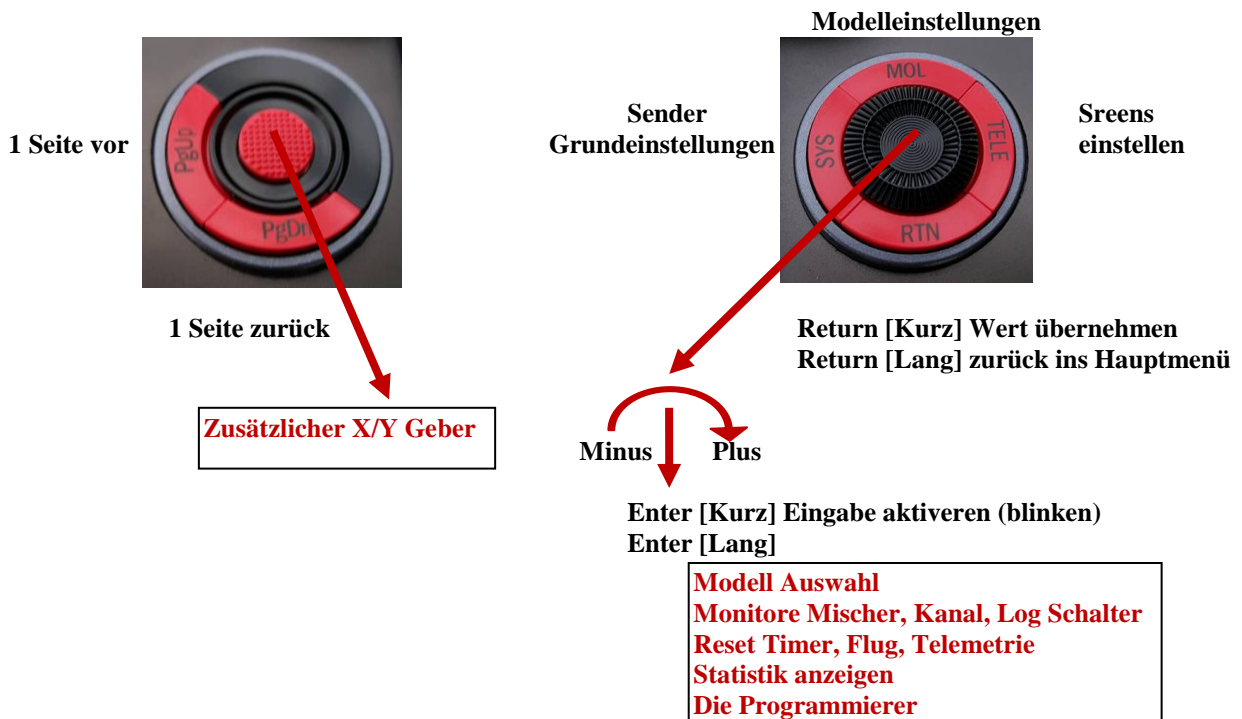 Modelleinstellungen
1 Seite vor
PgUp
PgDn
Sender
Grundeinstellungen
MOL
SYS
TELE
RTN
Sreens
einstellen
1 Seite zurück
Return [Kurz] Wert übernehmen
Return [Lang] zurück ins Hauptmenü
Zusätzlicher X/Y Geber
Minus
Plus
Enter [Kurz] Eingabe aktiveren (blinken)
Enter [Lang]
Modell Auswahl
Monitore Mischer, Kanal, Log Schalter
Reset Timer, Flug, Telemetrie
Statistik anzeigen
Die Programmierer